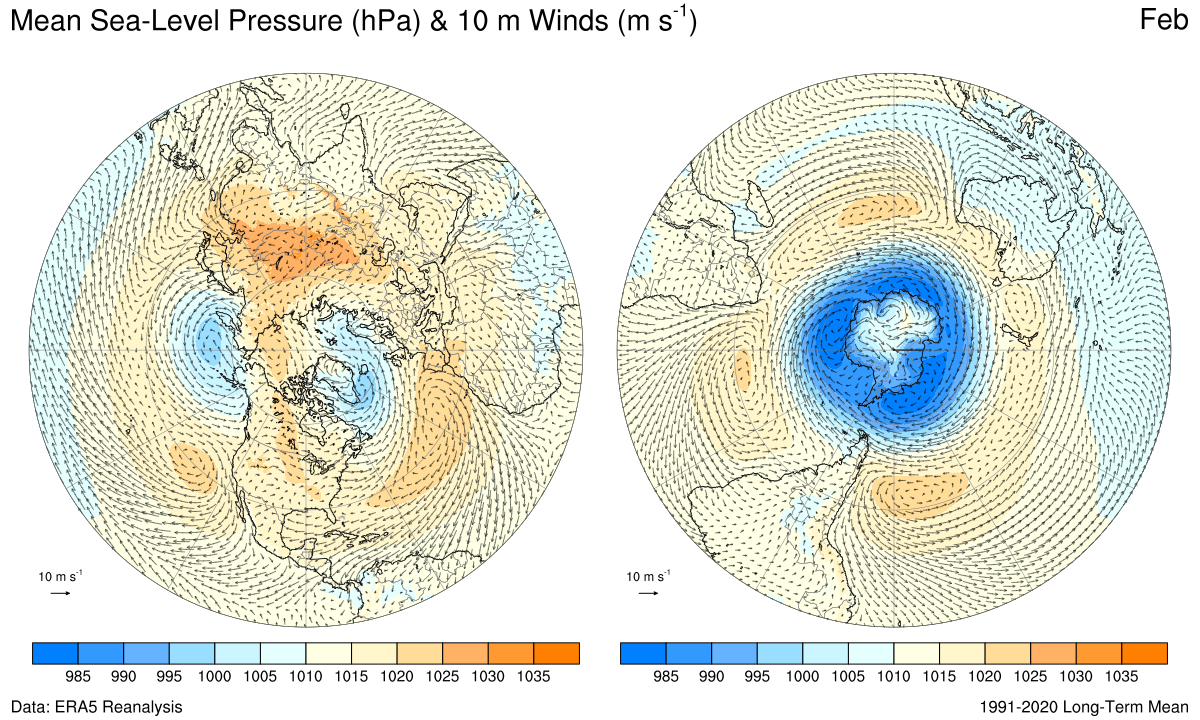 Mean Sea-Level Pressure (hPa) & 10 m Winds (m s⁻¹) Feb
10 m s⁻¹ 10 m s⁻¹
985 990 995 1000 1005 1010 1015 1020 1025 1030 1035 985 990 995 1000 1005 1010 1015 1020 1025 1030 1035
Data: ERA5 Reanalysis 1991-2020 Long-Term Mean